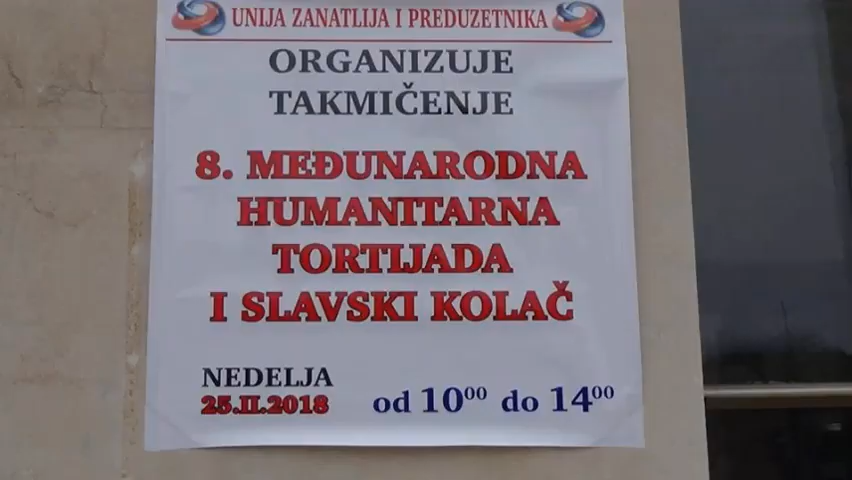 UNIJA ZANATLIJA I PREDUZETNIKA
ORGANIZUJE
TAKMIČENJE
8. MEĐUNARODNA
HUMANITARNA
TORTIJADA
I SLAVSKI KOLAČ
NEDELJA
25.II.2018 od 10⁰⁰ do 14⁰⁰